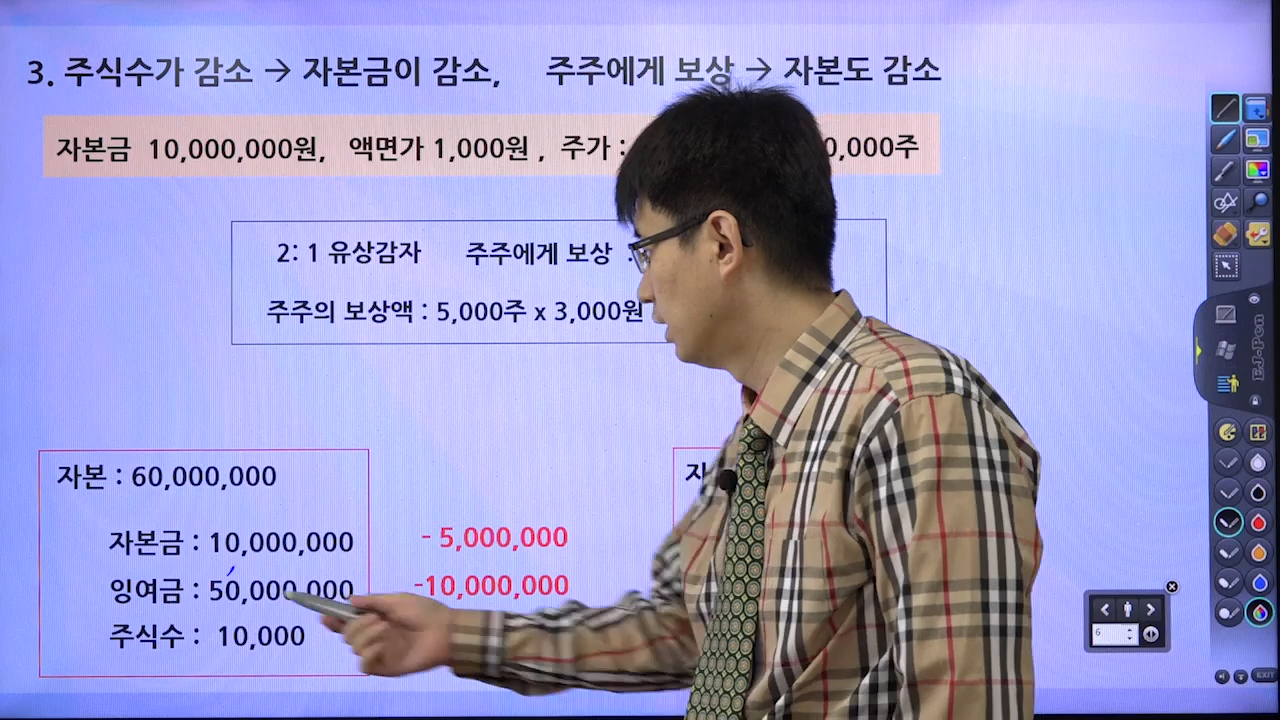 3. 주식수가 감소 → 자본금이 감소, 주주에게 보상 → 자본도 감소
자본금 10,000,000원, 액면가 1,000원 , 주가 : 0,000주
2: 1 유상감자 주주에게 보상 :
주주의 보상액 : 5,000주 x 3,000원
자본 : 60,000,000
자본금 : 10,000,000 - 5,000,000
잉여금 : 50,000,000 -10,000,000
주식수 : 10,000
자
EJ-Pen
6
EXIT